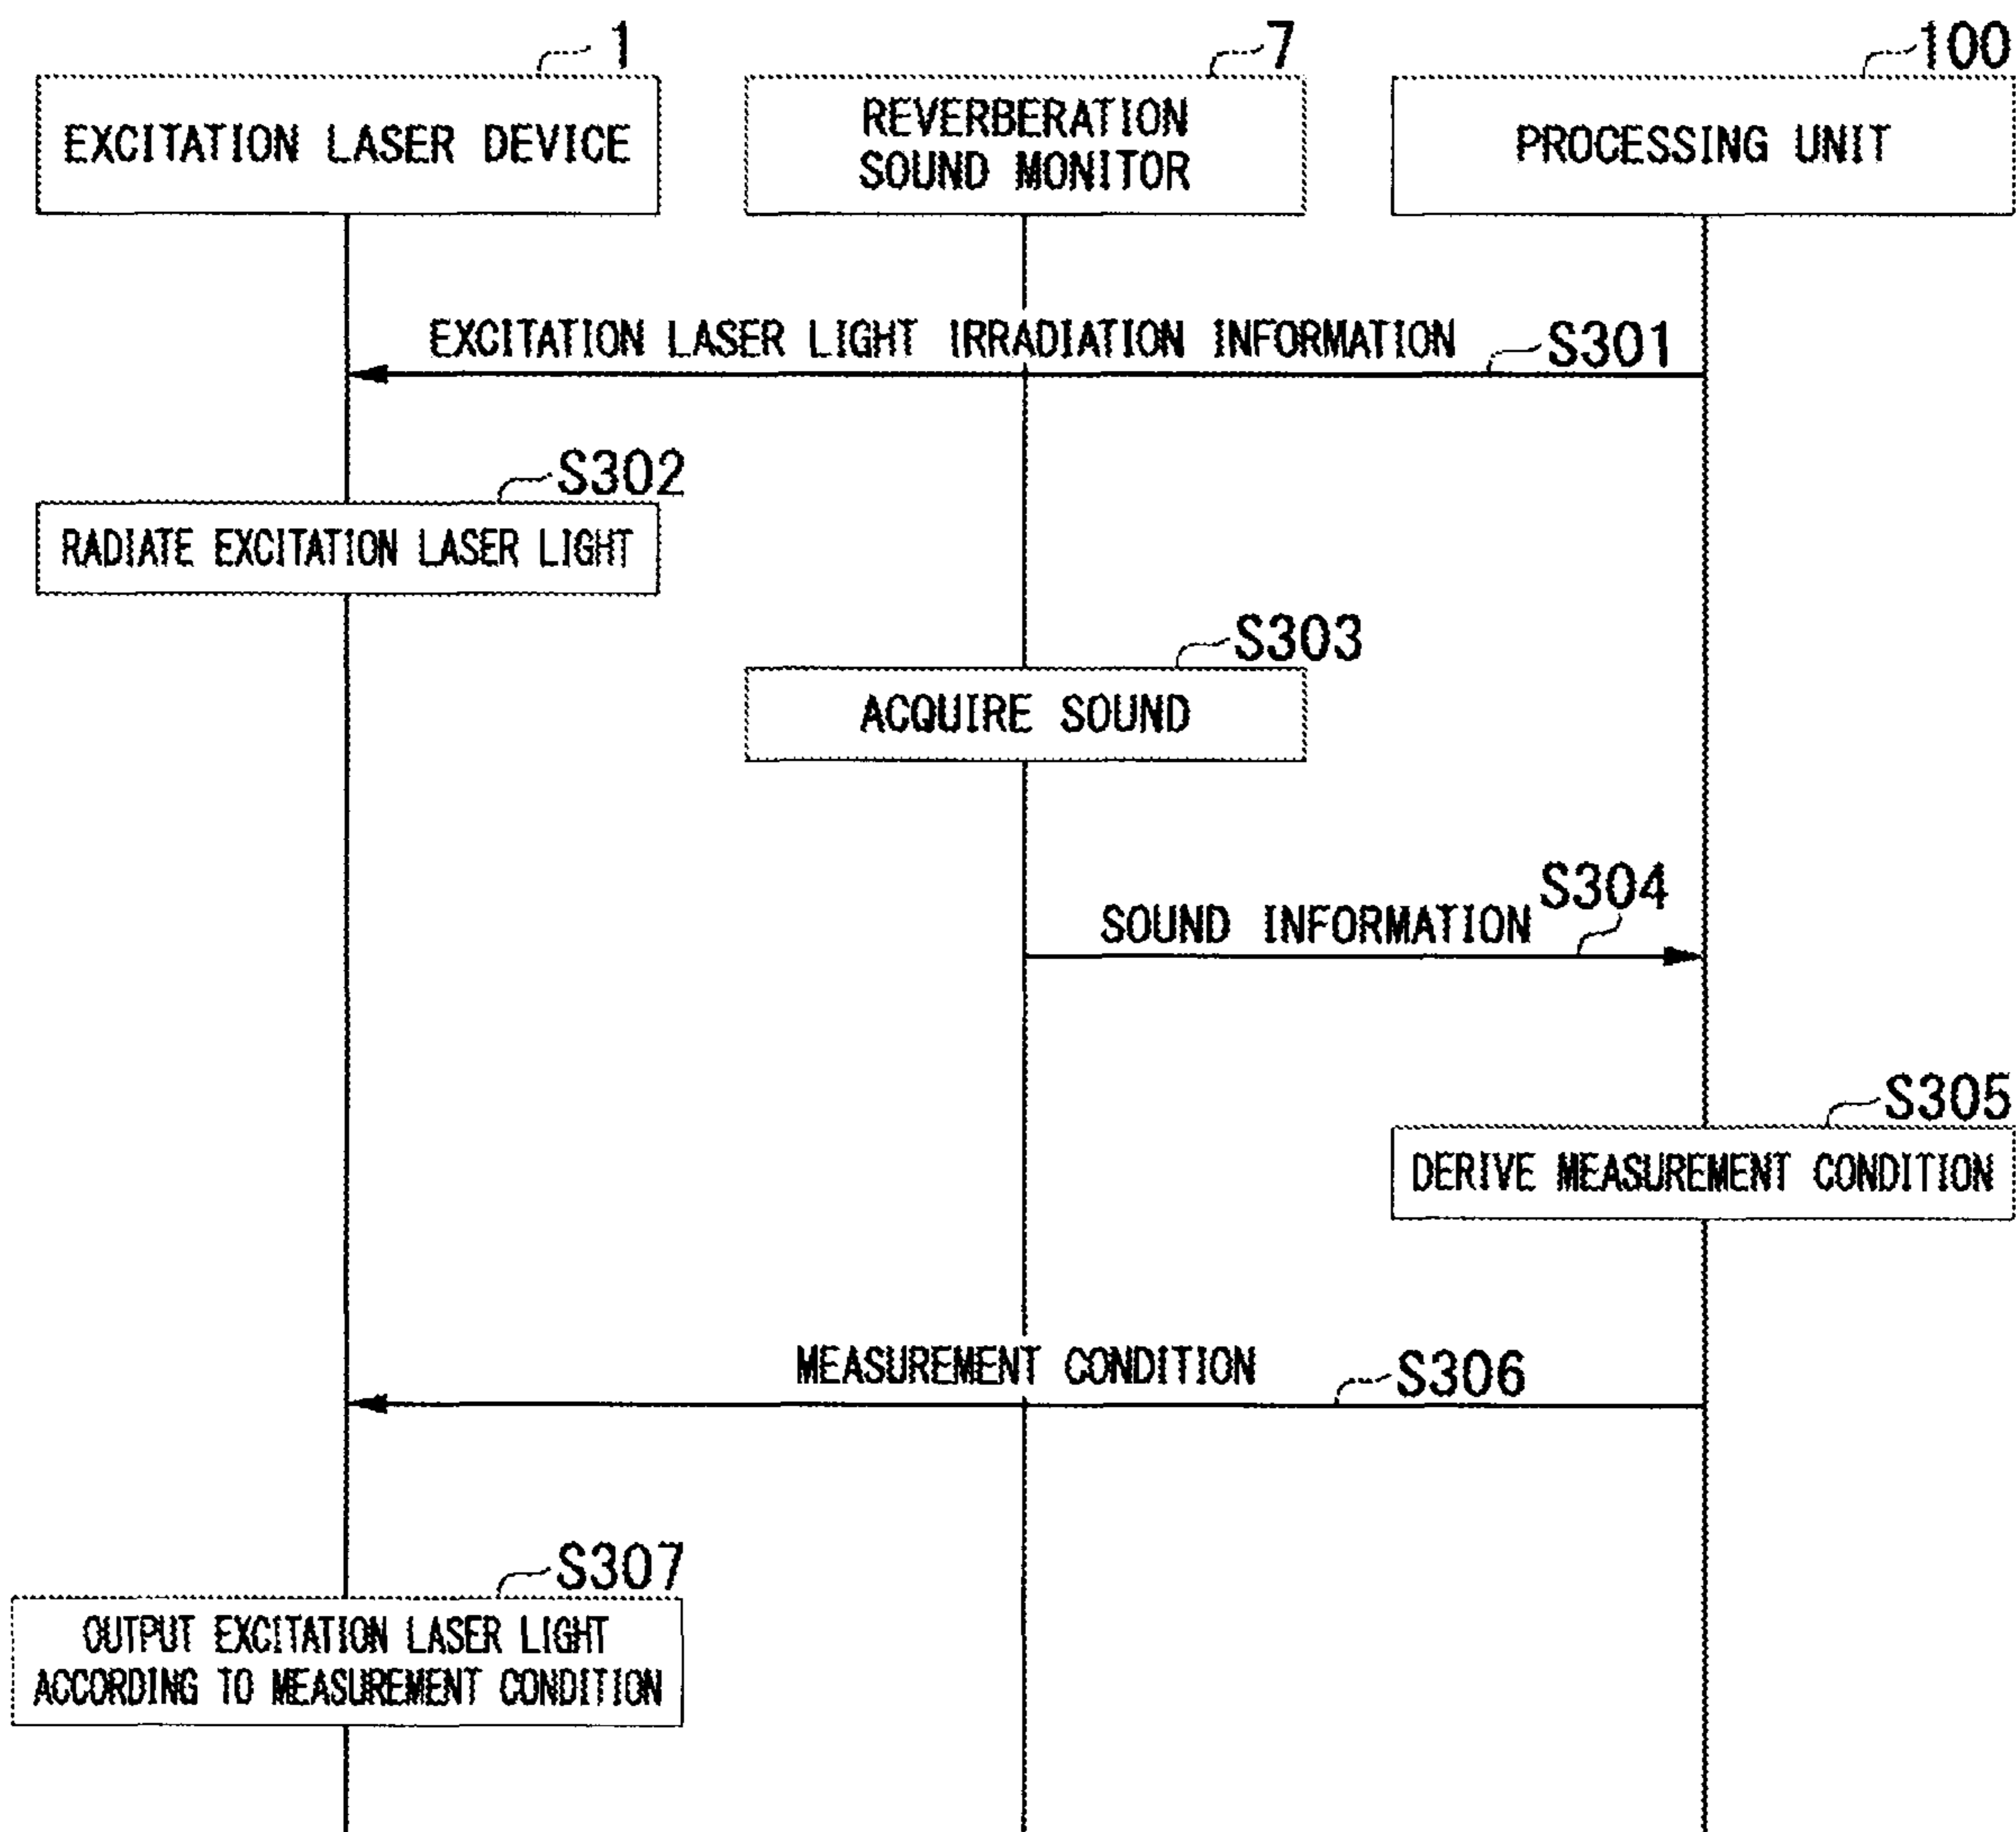 1
7
100
EXCITATION LASER DEVICE
REVERBERATION
SOUND MONITOR
PROCESSING UNIT
EXCITATION LASER LIGHT IRRADIATION INFORMATION
S301
S302
RADIATE EXCITATION LASER LIGHT
S303
ACQUIRE SOUND
S304
SOUND INFORMATION
S305
DERIVE MEASUREMENT CONDITION
MEASUREMENT CONDITION
S306
S307
OUTPUT EXCITATION LASER LIGHT
ACCORDING TO MEASUREMENT CONDITION